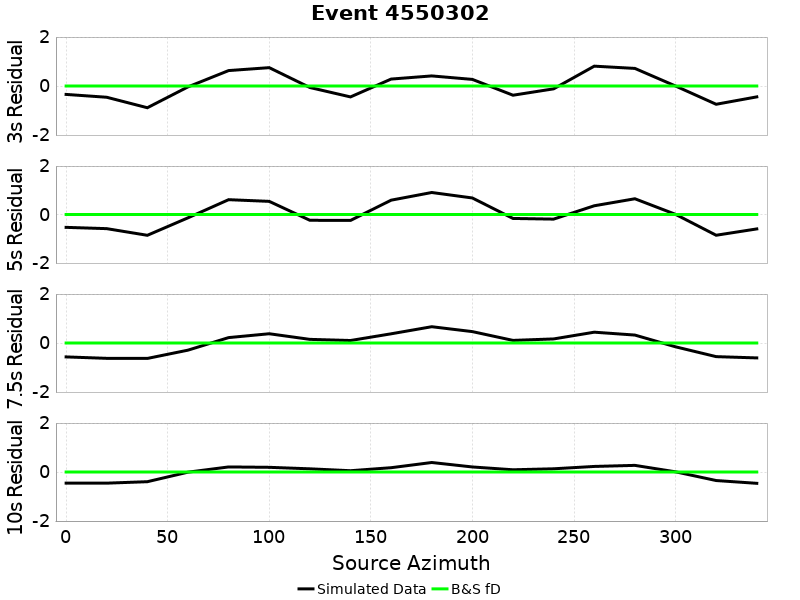 Event 4550302
3s Residual
2
0
-2
5s Residual
2
0
-2
7.5s Residual
2
0
-2
10s Residual
2
0
-2
0 50 100 150 200 250 300
Source Azimuth
Simulated Data B&S fD